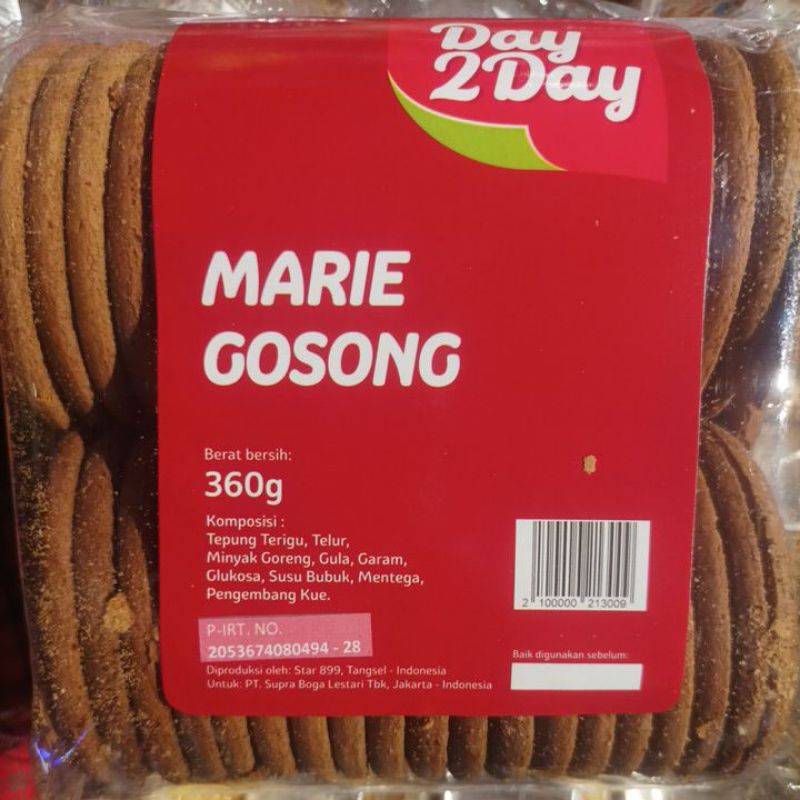 Day
2Day
MARIE
GOSONG
Berat bersih:
360g
Komposisi :
Tepung Terigu, Telur,
Minyak Goreng, Gula, Garam,
Glukosa, Susu Bubuk, Mentega,
Pengembang Kue.
P-IRT. NO.
2053674080494 - 28
Diproduksi oleh: Star 899, Tangsel - Indonesia
Untuk: PT. Supra Boga Lestari Tbk, Jakarta - Indonesia
2 100000 213009
Baik digunakan sebelum: